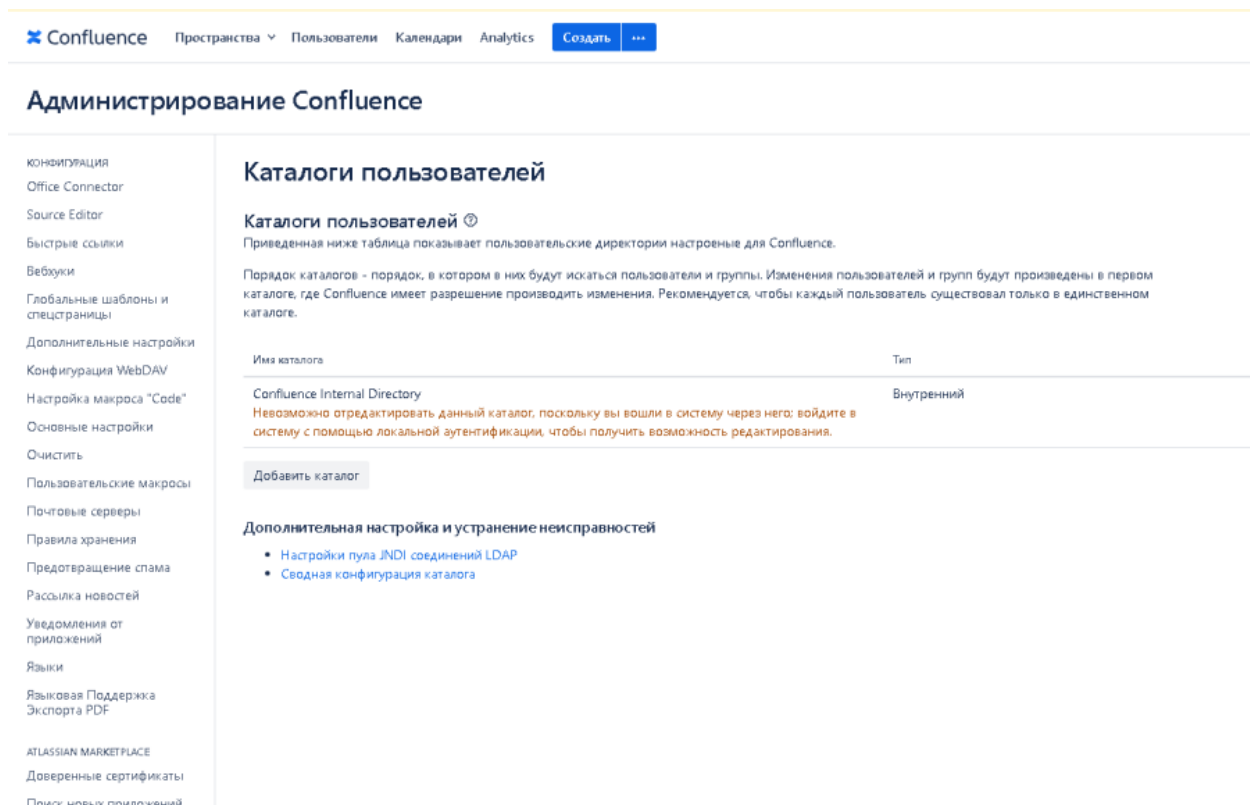 Confluence Пространства Пользователи Календари Analytics Создать ...
Администрирование Confluence
КОНФИГУРАЦИЯ
Office Connector
Source Editor
Быстрые ссылки
Вебхуки
Глобальные шаблоны и
спецстраницы
Дополнительные настройки
Конфигурация WebDAV
Настройка макроса "Code"
Основные настройки
Очистить
Пользовательские макросы
Почтовые серверы
Правила хранения
Предотвращение спама
Рассылка новостей
Уведомления от
приложений
Языки
Языковая Поддержка
Экспорта PDF
ATLASSIAN MARKETPLACE
Доверенные сертификаты
Поиск новых приложений
Каталоги пользователей
Каталоги пользователей ?
Приведенная ниже таблица показывает пользовательские директории настроеные для Confluence.
Порядок каталогов - порядок, в котором в них будут искаться пользователи и группы. Изменения пользователей и групп будут произведены в первом
каталоге, где Confluence имеет разрешение производить изменения. Рекомендуется, чтобы каждый пользователь существовал только в единственном
каталоге.
Имя каталога Тип
Confluence Internal Directory Внутренний
Невозможно отредактировать данный каталог, поскольку вы вошли в систему через него; войдите в
систему с помощью локальной аутентификации, чтобы получить возможность редактирования.
Добавить каталог
Дополнительная настройка и устранение неисправностей
• Настройки пула JNDI соединений LDAP
• Сводная конфигурация каталога